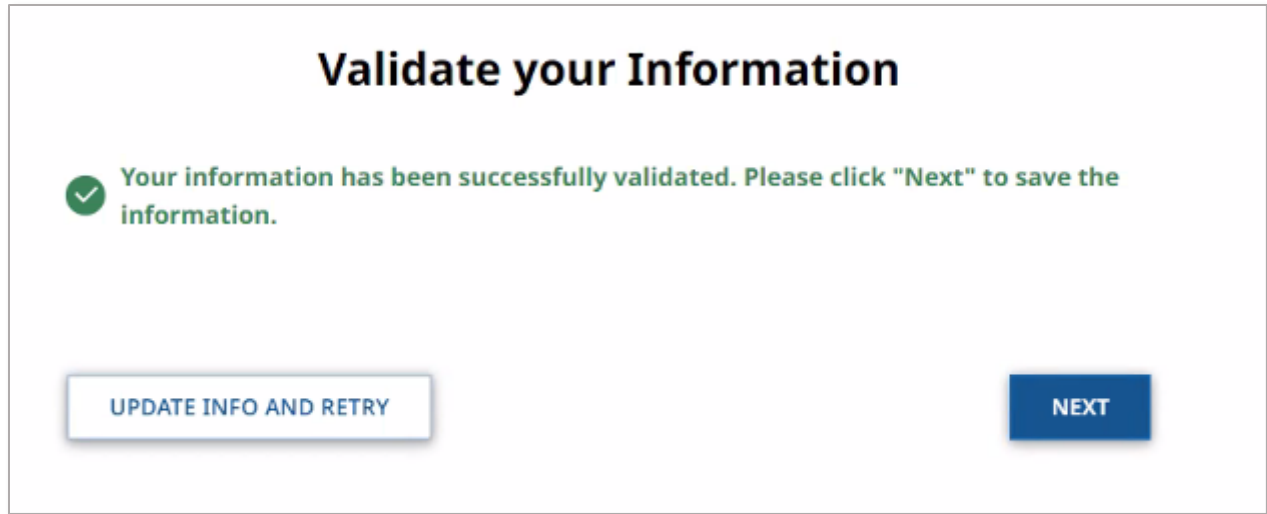 Validate your Information
Your information has been successfully validated. Please click "Next" to save the
information.
UPDATE INFO AND RETRY
NEXT